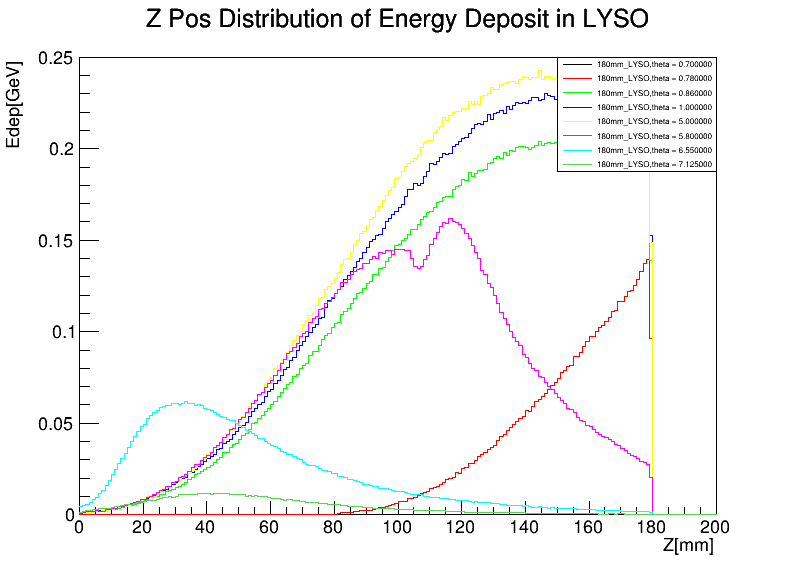 Z Pos Distribution of Energy Deposit in LYSO
Edep[GeV]
0.25
0.2
0.15
0.1
0.05
0
180mm_LYSO,theta = 0.700000
180mm_LYSO,theta = 0.780000
180mm_LYSO,theta = 0.860000
180mm_LYSO,theta = 1.000000
180mm_LYSO,theta = 5.000000
180mm_LYSO,theta = 5.800000
180mm_LYSO,theta = 6.550000
180mm_LYSO,theta = 7.125000
0 20 40 60 80 100 120 140 160 180 200
Z[mm]